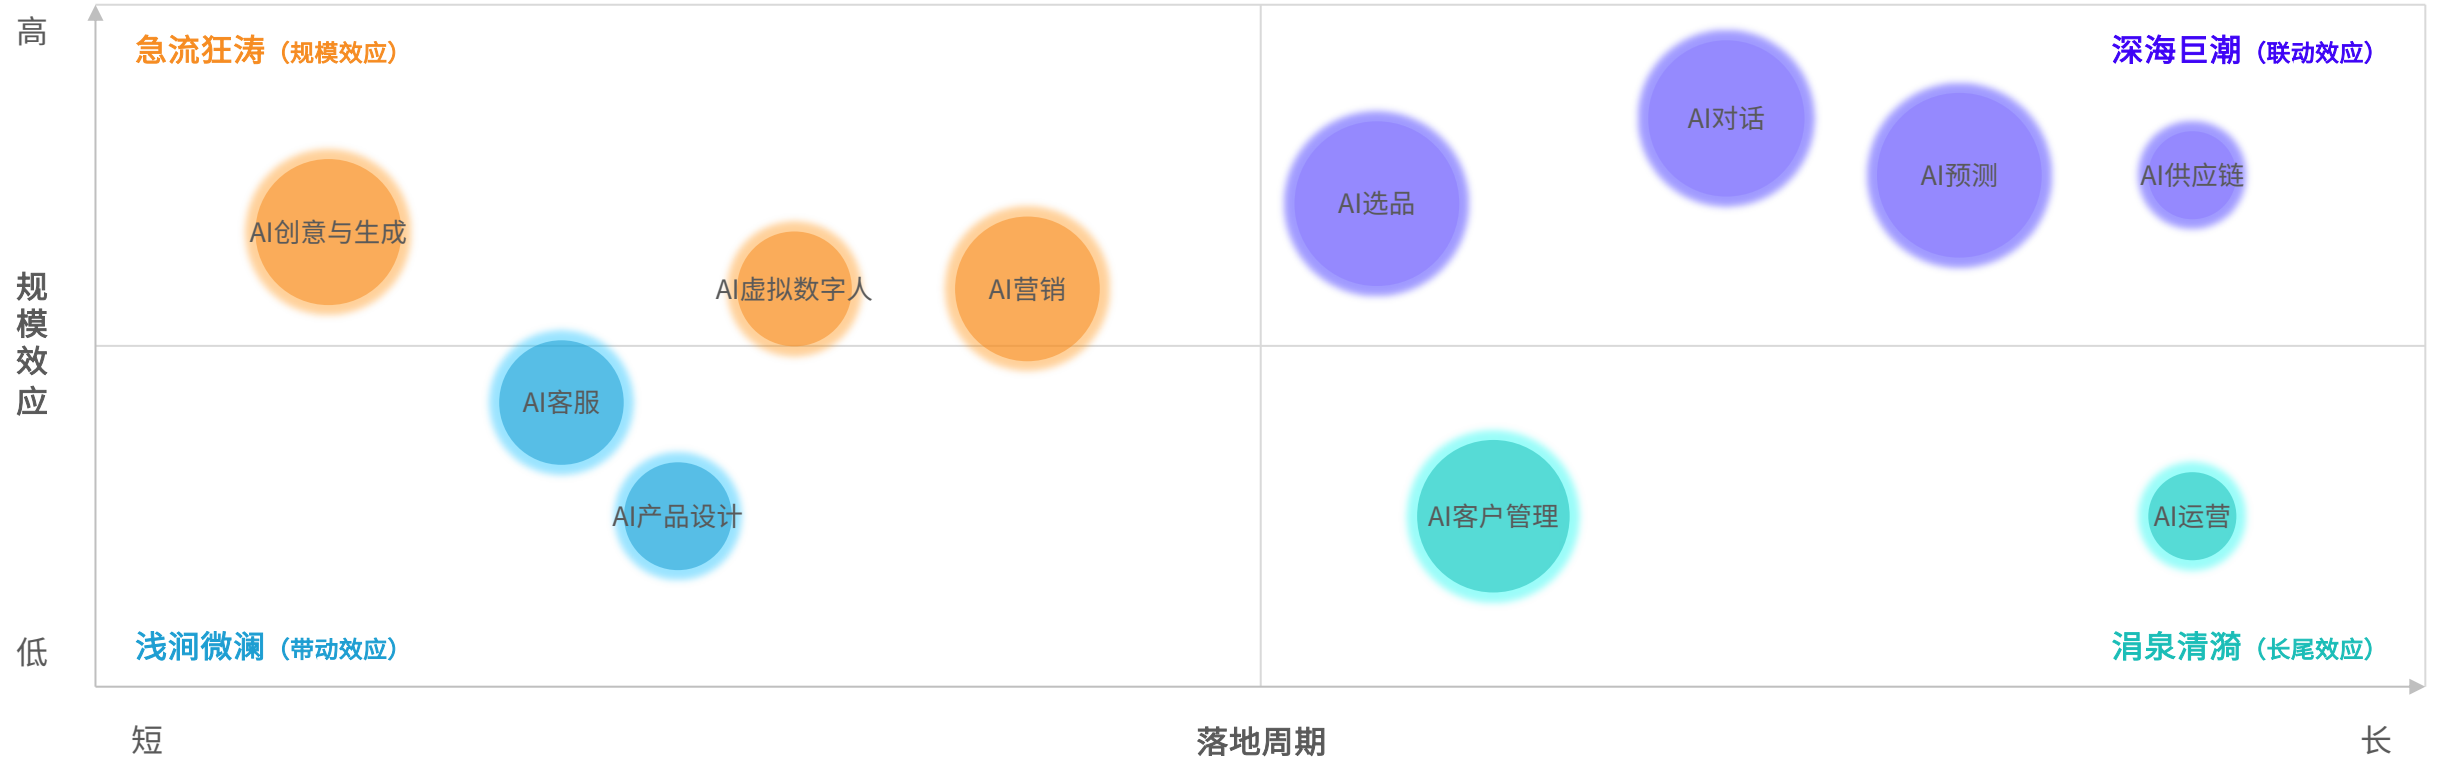 高
急流狂涛（规模效应）
深海巨潮（联动效应）
AI对话
AI预测
AI供应链
AI选品
AI创意与生成
AI虚拟数字人
AI营销
规模效应
AI客服
AI产品设计
AI客户管理
AI运营
低
浅涧微澜（带动效应）
涓泉清漪（长尾效应）
短
落地周期
长